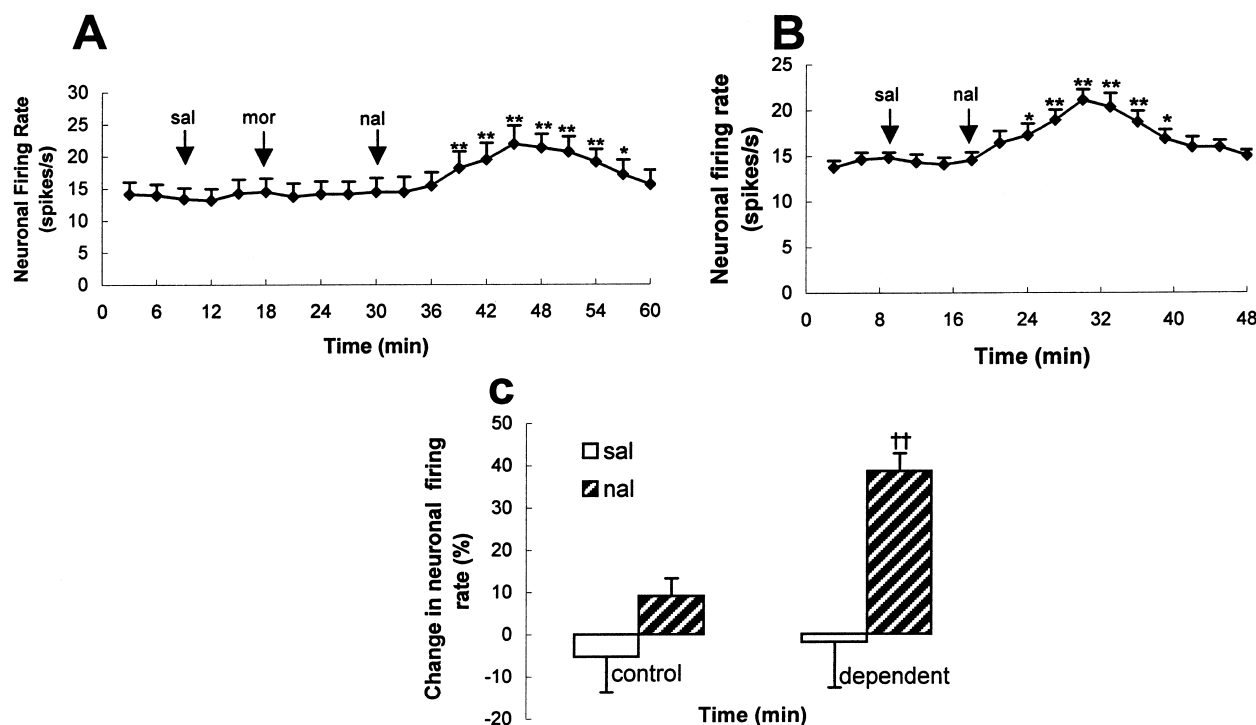 A
Neuronal Firing Rate
(spikes/s)
30
25
20
15
10
5
0
sal
mor
nal
**
**
**
**
**
**
*
0
6
12
18
24
30
36
42
48
54
60
Time (min)
B
Neuronal firing rate
(spikes/s)
25
20
15
10
5
0
sal
nal
*
**
**
**
**
*
0
8
16
24
32
40
48
Time (min)
C
Change in neuronal firing
rate (%)
50
40
30
20
10
0
-10
-20
sal
nal
††
control
dependent
Time (min)